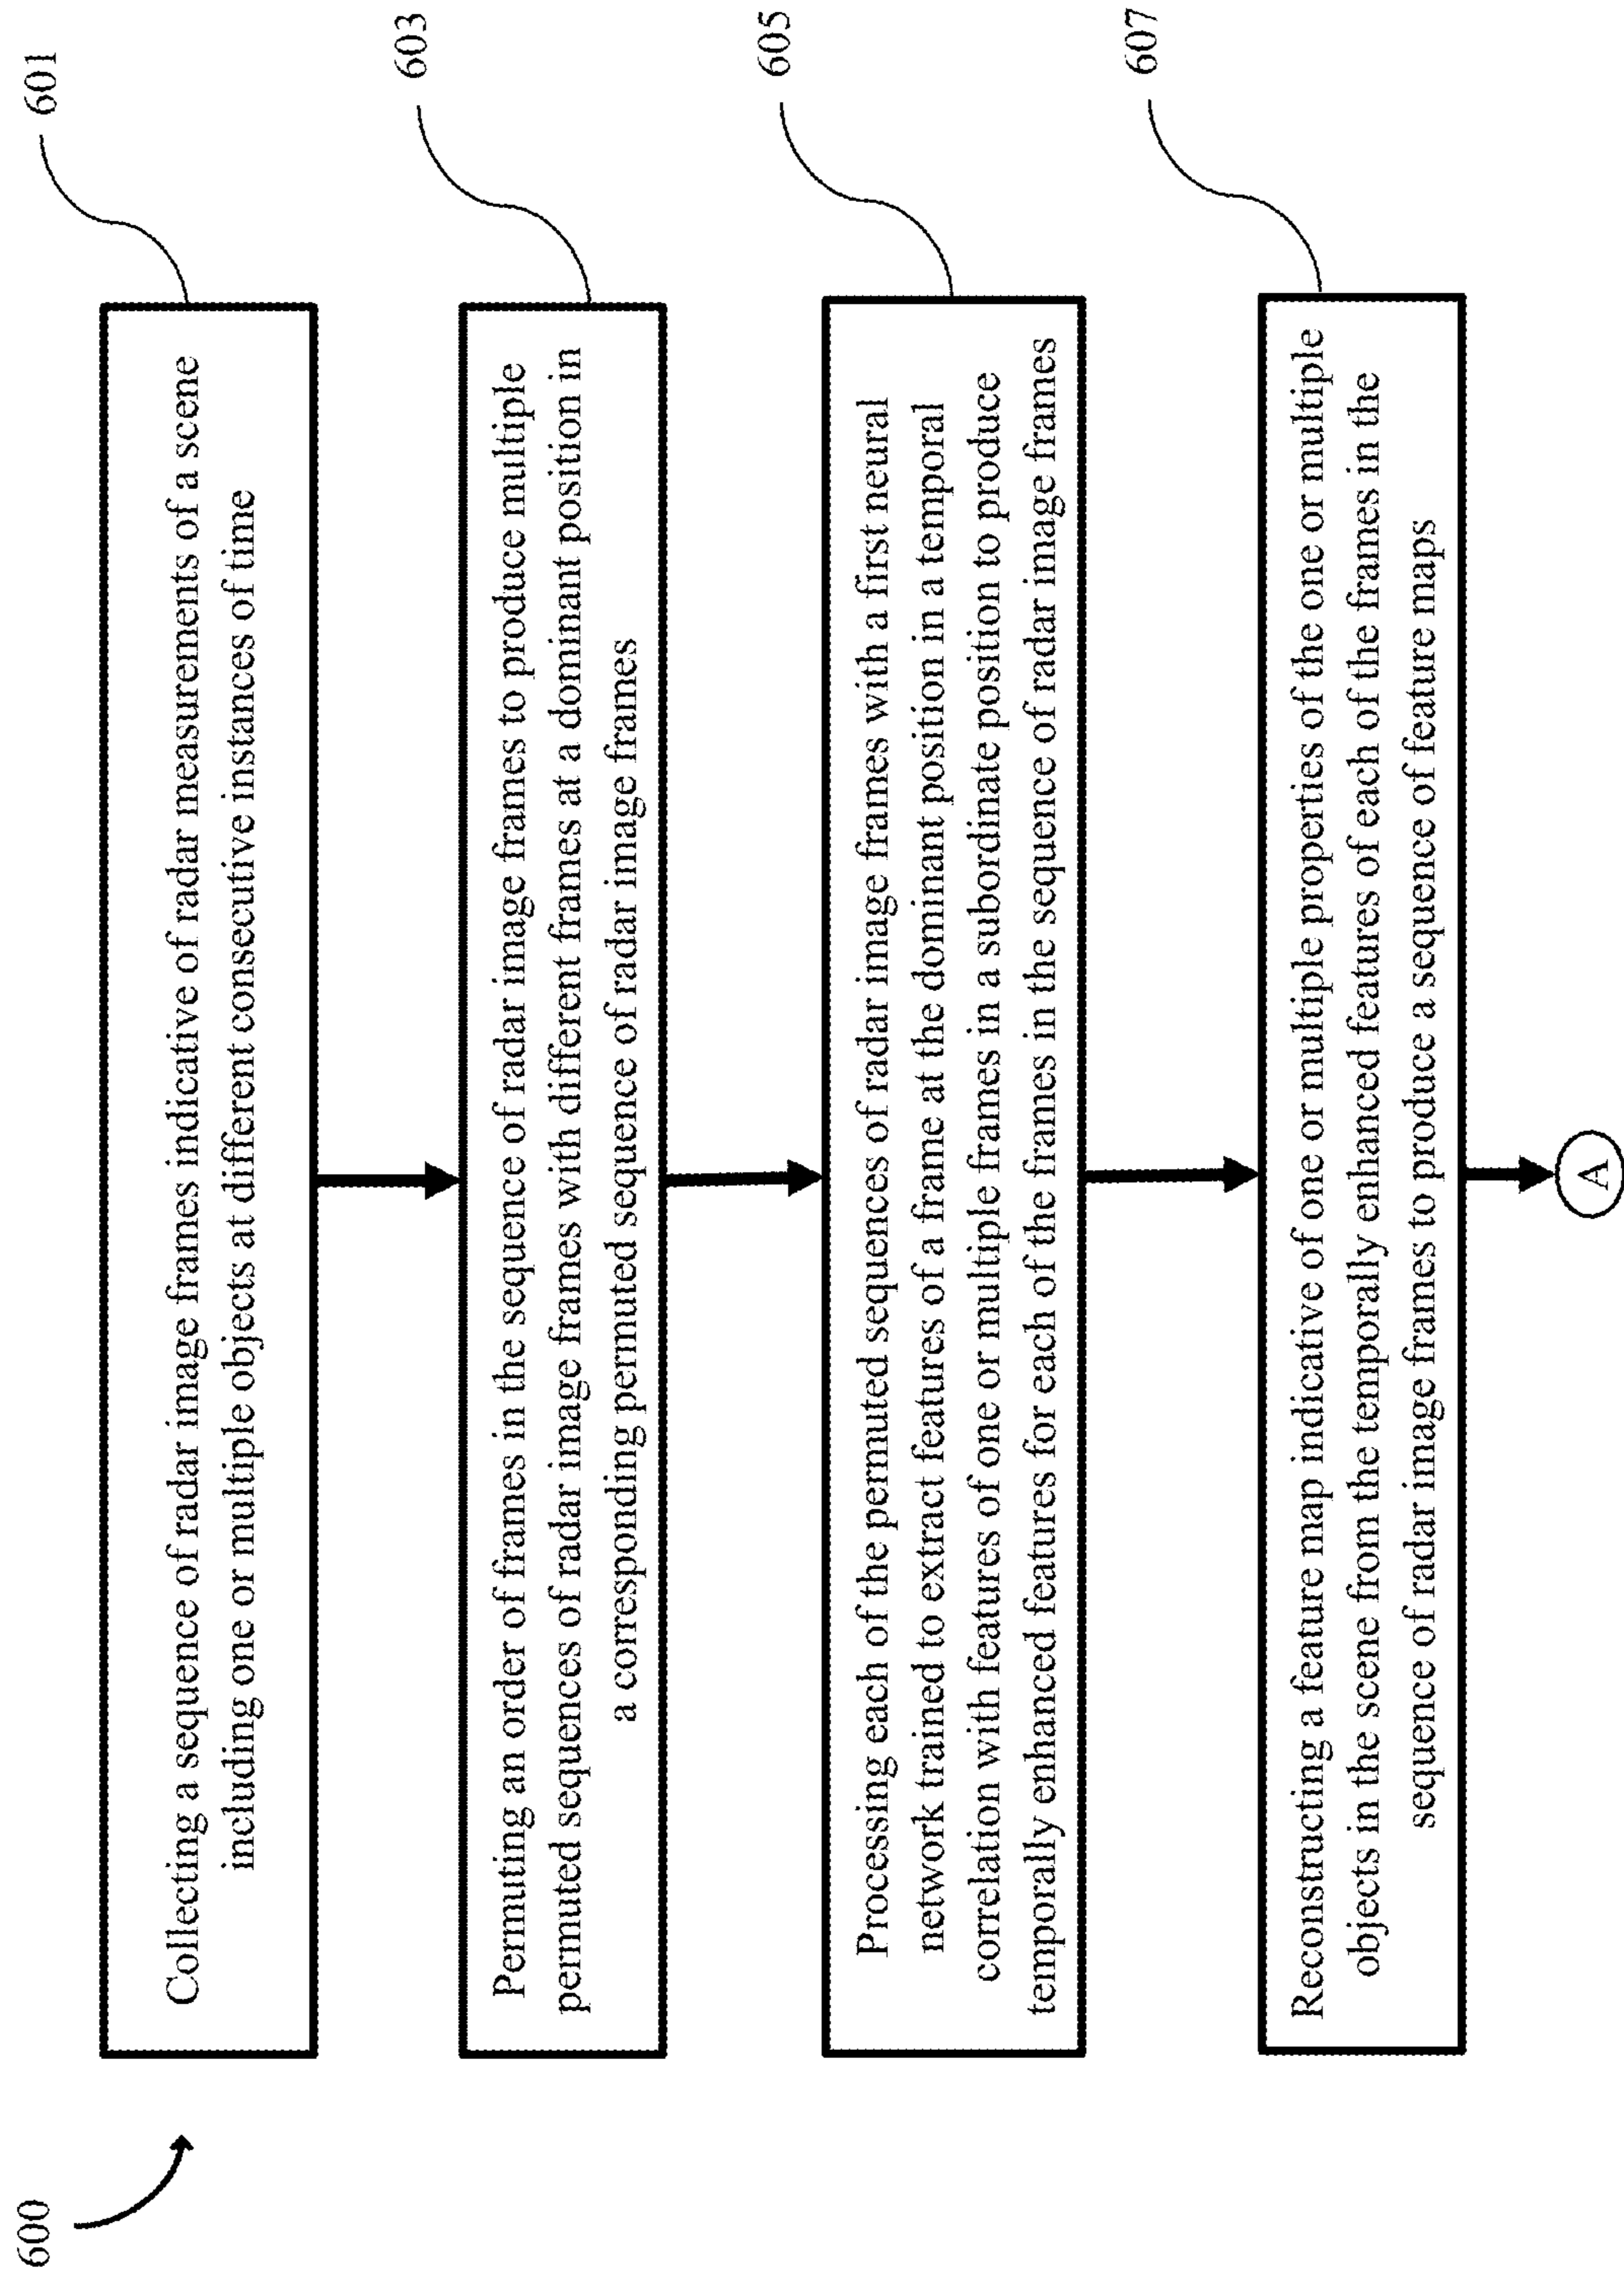 600
601
Collecting a sequence of radar image frames indicative of radar measurements of a scene
including one or multiple objects at different consecutive instances of time
603
Permuting an order of frames in the sequence of radar image frames to produce multiple
permuted sequences of radar image frames with different frames at a dominant position in
a corresponding permuted sequence of radar image frames
605
Processing each of the permuted sequences of radar image frames with a first neural
network trained to extract features of a frame at the dominant position in a temporal
correlation with features of one or multiple frames in a subordinate position to produce
temporally enhanced features for each of the frames in the sequence of radar image frames
607
Reconstructing a feature map indicative of one or multiple properties of the one or multiple
objects in the scene from the temporally enhanced features of each of the frames in the
sequence of radar image frames to produce a sequence of feature maps
A